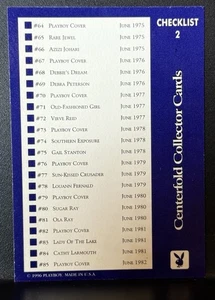 CHECKLIST
2
#64 PLAYBOY COVER JUNE 1975
#65 RARE JEWEL JUNE 1975
#66 AZIZI JOHARI JUNE 1975
#67 PLAYBOY COVER JUNE 1976
#68 DEBBIE'S DREAM JUNE 1976
#69 DEBRA PETERSON JUNE 1976
#70 PLAYBOY COVER JUNE 1977
#71 OLD-FASHIONED GIRL JUNE 1977
#72 VIRVE REID JUNE 1977
#73 PLAYBOY COVER JUNE 1978
#74 SOUTHERN EXPOSURE JUNE 1978
#75 GAIL STANTON JUNE 1978
#76 PLAYBOY COVER JUNE 1979
#77 SUN-KISSED CRUSADER JUNE 1979
#78 LOUANN FERNALD JUNE 1979
#79 PLAYBOY COVER JUNE 1980
#80 SUGAR RAY JUNE 1980
#81 OLA RAY JUNE 1980
#82 PLAYBOY COVER JUNE 1981
#83 LADY OF THE LAKE JUNE 1981
#84 CATHY LARMOUTH JUNE 1981
#85 PLAYBOY COVER JUNE 1982
© 1996 PLAYBOY. MADE IN U.S.A.
Centerfold Collector Cards